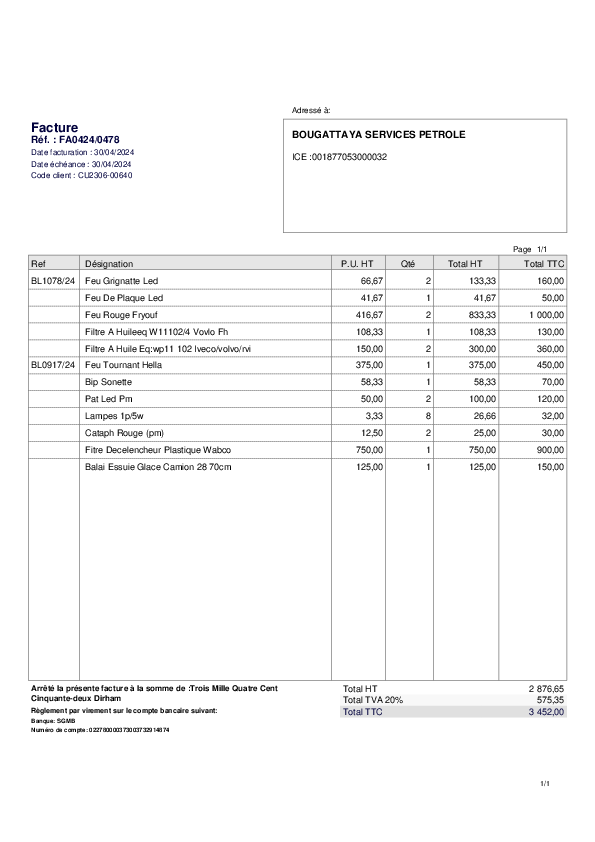 Adressé à:
Facture
Réf. : FA0424/0478
Date facturation : 30/04/2024
Date échéance : 30/04/2024
Code client : CU2306-00640
BOUGATTAYA SERVICES PETROLE
ICE :001877053000032
Page 1/1
Ref Désignation P.U. HT Qté Total HT Total TTC
BL1078/24 Feu Grignatte Led 66,67 2 133,33 160,00
Feu De Plaque Led 41,67 1 41,67 50,00
Feu Rouge Fryouf 416,67 2 833,33 1 000,00
Filtre A Huileeq W11102/4 Vovlo Fh 108,33 1 108,33 130,00
Filtre A Huile Eq:wp11 102 Iveco/volvo/rvi 150,00 2 300,00 360,00
BL0917/24 Feu Tournant Hella 375,00 1 375,00 450,00
Bip Sonette 58,33 1 58,33 70,00
Pat Led Pm 50,00 2 100,00 120,00
Lampes 1p/5w 3,33 8 26,66 32,00
Cataph Rouge (pm) 12,50 2 25,00 30,00
Fitre Decelencheur Plastique Wabco 750,00 1 750,00 900,00
Balai Essuie Glace Camion 28 70cm 125,00 1 125,00 150,00
Arrêté la présente facture à la somme de :Trois Mille Quatre Cent
Cinquante-deux Dirham
Règlement par virement sur le compte bancaire suivant:
Banque: SGMB
Numéro de compte: 022780000373003732914874
Total HT 2 876,65
Total TVA 20% 575,35
Total TTC 3 452,00
1/1